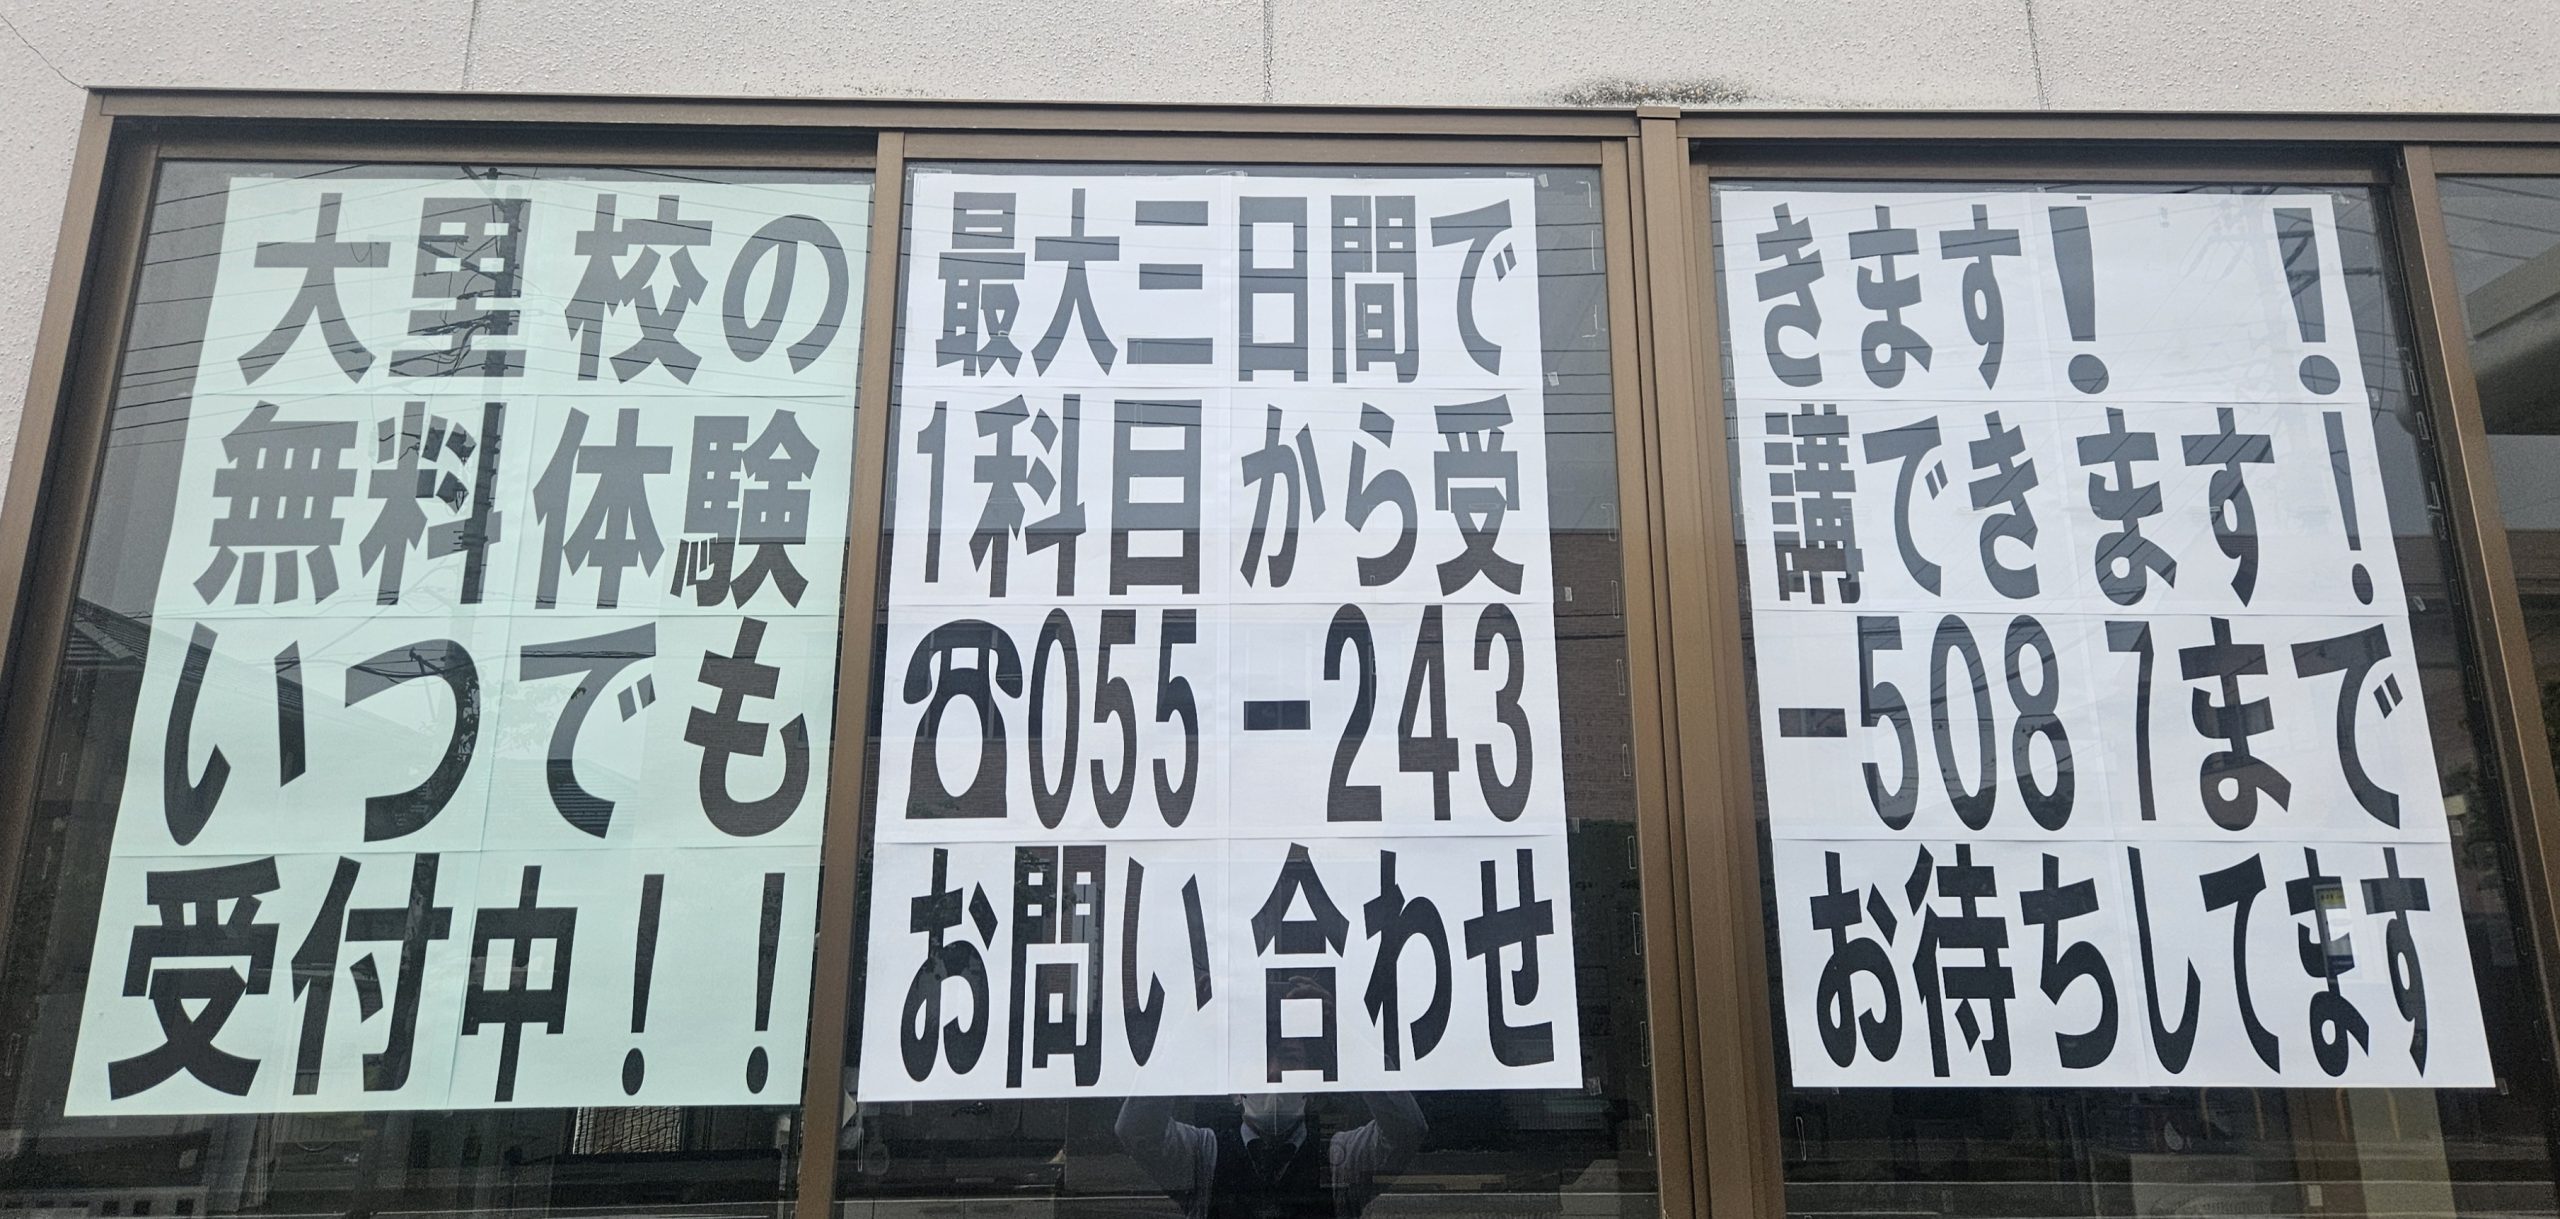 大里校の
無料体験
いつでも
受付中！！
最大三日間できます！！
1科目から受講できます！
☎055-243-5087まで
お問い合わせお待ちしてます